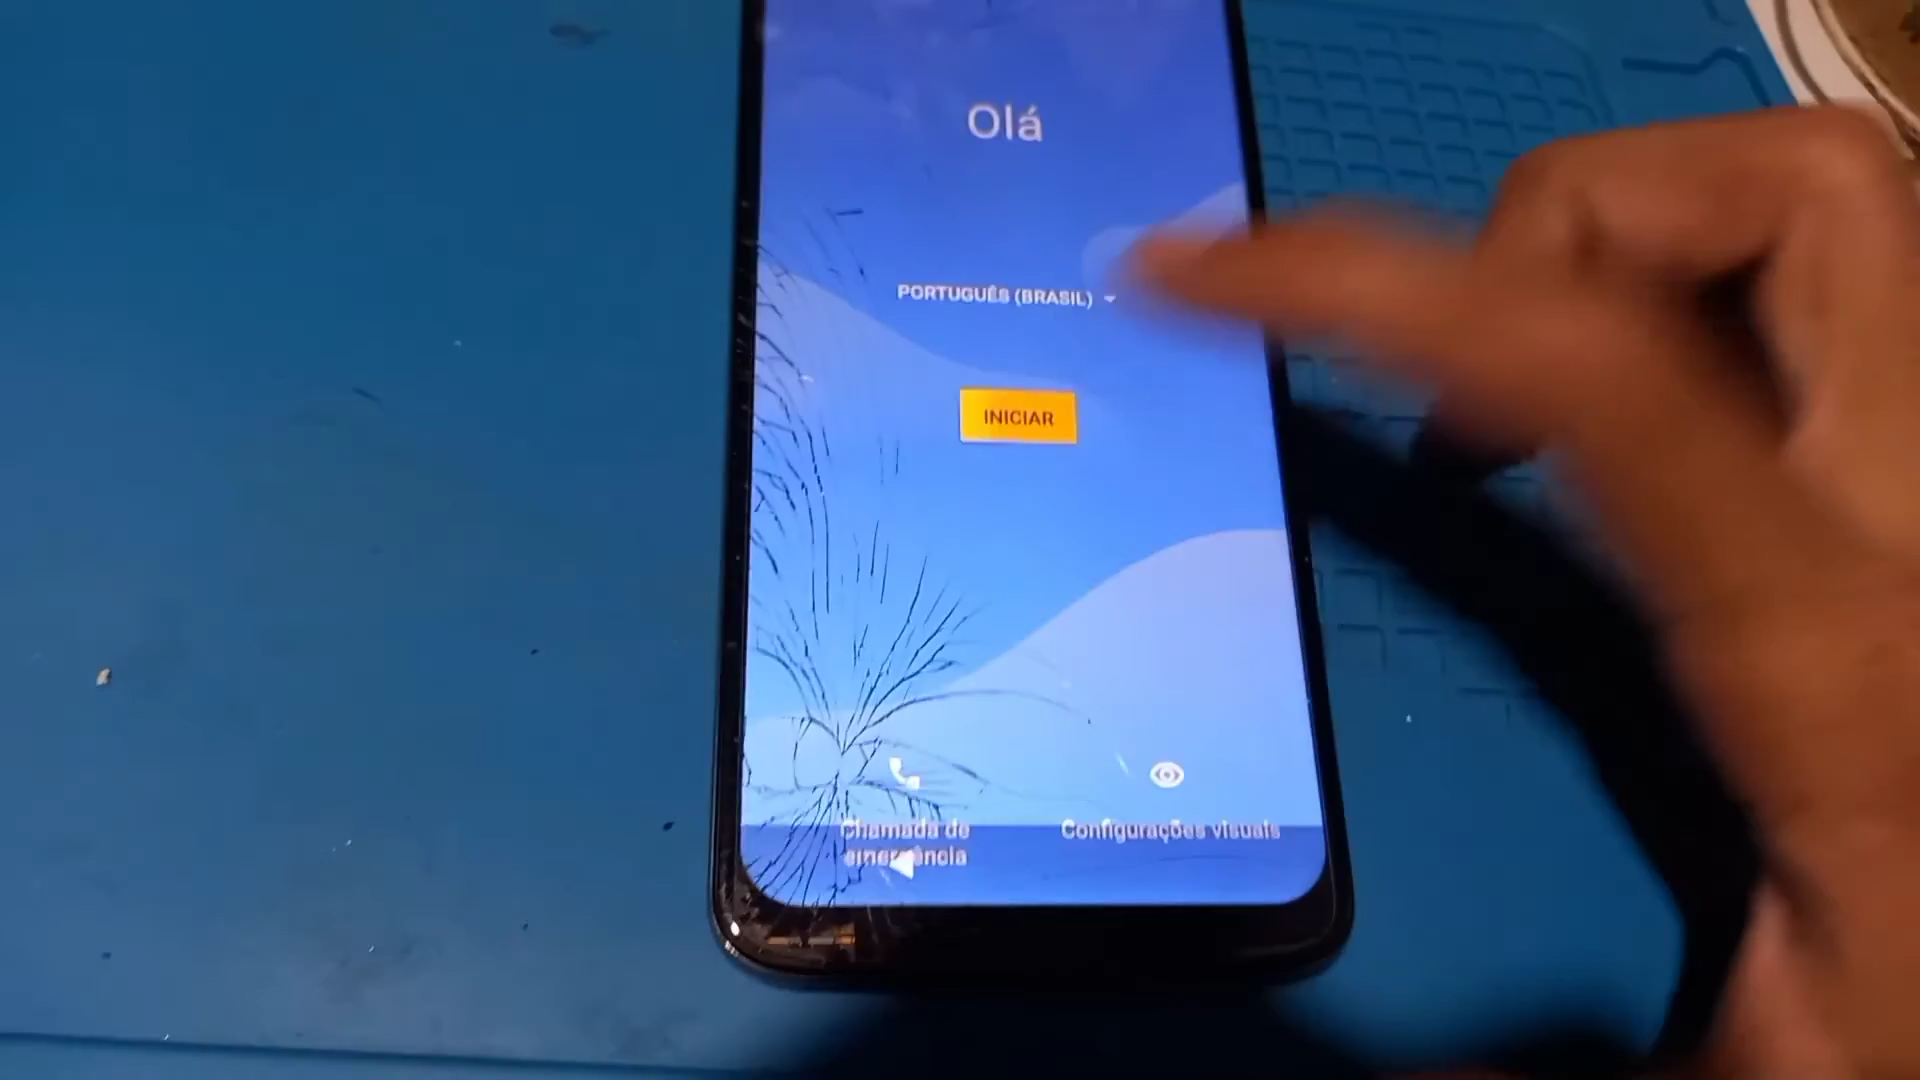 Olá
PORTUGUÊS (BRASIL)
INICIAR
Chamada de
emergência
Configurações visuais